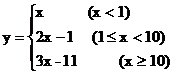 x (x < 1)
y = { 2x − 1 (1 ≤ x < 10)
3x - 11 (x ≥ 10)